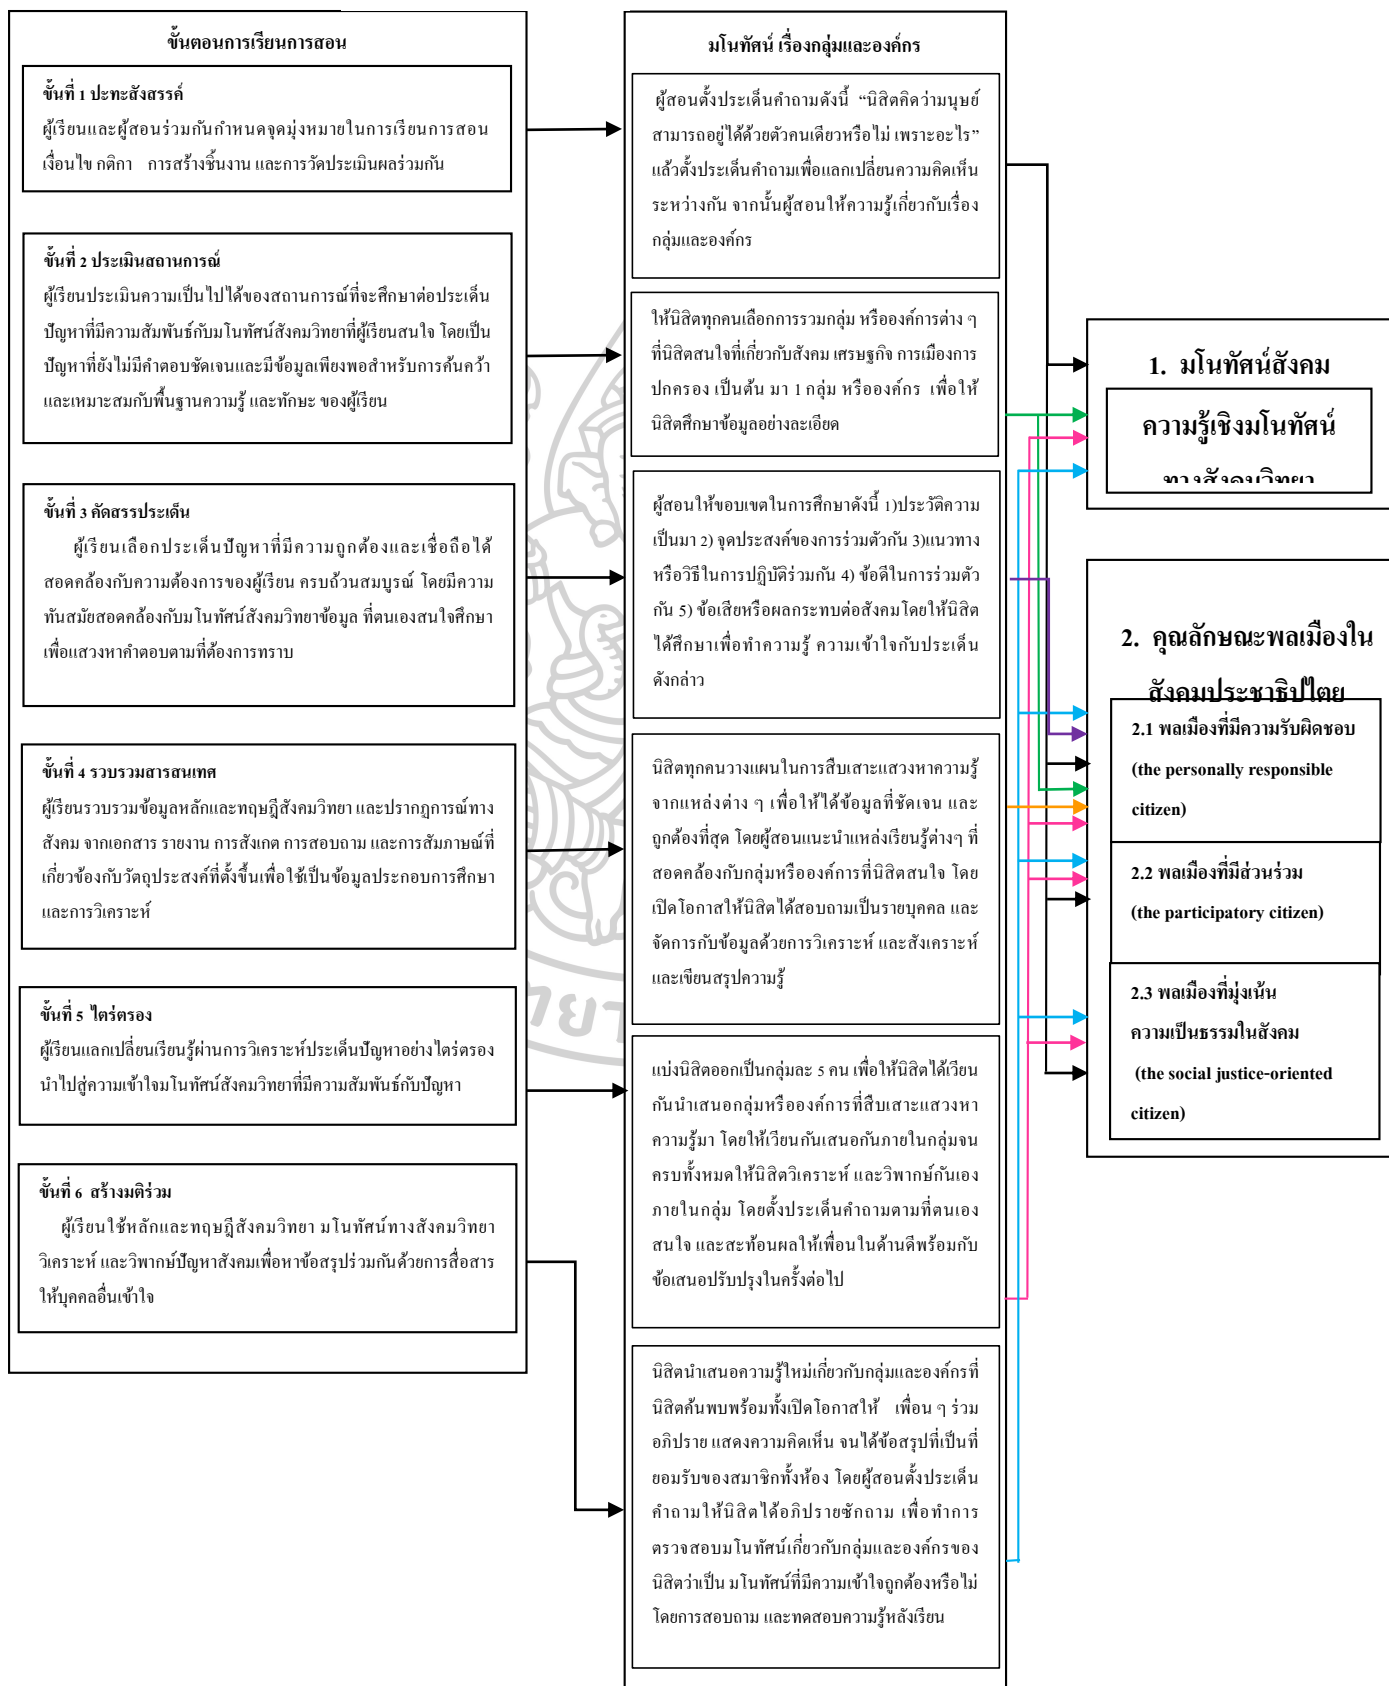 ขั้นตอนการเรียนการสอน
ขั้นที่ 1 ปะทะสังสรรค์
ผู้เรียนและผู้สอนร่วมกันกำหนดจุดมุ่งหมายในการเรียนการสอน
เงื่อนไข กติกา การสร้างชิ้นงาน และการวัดประเมินผลร่วมกัน
ขั้นที่ 2 ประเมินสถานการณ์
ผู้เรียนประเมินความเป็นไปได้ของสถานการณ์ที่จะศึกษาต่อประเด็น
ปัญหาที่มีความสัมพันธ์กับมโนทัศน์สังคมวิทยาที่ผู้เรียนสนใจ โดยเป็น
ปัญหาที่ยังไม่มีคำตอบชัดเจนและมีข้อมูลเพียงพอสำหรับการค้นคว้า
และเหมาะสมกับพื้นฐานความรู้ และทักษะ ของผู้เรียน
ขั้นที่ 3 คัดสรรประเด็น
ผู้เรียนเลือกประเด็นปัญหาที่มีความถูกต้องและเชื่อถือได้
สอดคล้องกับความต้องการของผู้เรียน ครบถ้วนสมบูรณ์ โดยมีความ
ทันสมัยสอดคล้องกับมโนทัศน์สังคมวิทยาข้อมูล ที่ตนเองสนใจศึกษา
เพื่อแสวงหาคำตอบตามที่ต้องการทราบ
ขั้นที่ 4 รวบรวมสารสนเทศ
ผู้เรียนรวบรวมข้อมูลหลักและทฤษฎีสังคมวิทยา และปรากฏการณ์ทาง
สังคม จากเอกสาร รายงาน การสังเกต การสอบถาม และการสัมภาษณ์ที่
เกี่ยวข้องกับวัตถุประสงค์ที่ตั้งขึ้นเพื่อใช้เป็นข้อมูลประกอบการศึกษา
และการวิเคราะห์
ขั้นที่ 5 ไตร่ตรอง
ผู้เรียนแลกเปลี่ยนเรียนรู้ผ่านการวิเคราะห์ประเด็นปัญหาอย่างไตร่ตรอง
นำไปสู่ความเข้าใจมโนทัศน์สังคมวิทยาที่มีความสัมพันธ์กับปัญหา
ขั้นที่ 6 สร้างมติร่วม
ผู้เรียนใช้หลักและทฤษฎีสังคมวิทยา มโนทัศน์ทางสังคมวิทยา
วิเคราะห์ และวิพากษ์ปัญหาสังคมเพื่อหาข้อสรุปร่วมกันด้วยการสื่อสาร
ให้บุคคลอื่นเข้าใจ
มโนทัศน์ เรื่องกลุ่มและองค์กร
ผู้สอนตั้งประเด็นคำถามดังนี้ “นิสิตคิดว่ามนุษย์
สามารถอยู่ได้ด้วยตัวคนเดียวหรือไม่ เพราะอะไร”
แล้วตั้งประเด็นคำถามเพื่อแลกเปลี่ยนความคิดเห็น
ระหว่างกัน จากนั้นผู้สอนให้ความรู้เกี่ยวกับเรื่อง
กลุ่มและองค์กร
ให้นิสิตทุกคนเลือกการรวมกลุ่ม หรือองค์การต่าง ๆ
ที่นิสิตสนใจที่เกี่ยวกับสังคม เศรษฐกิจ การเมืองการ
ปกครอง เป็นต้น มา 1 กลุ่ม หรือองค์กร เพื่อให้
นิสิตศึกษาข้อมูลอย่างละเอียด
ผู้สอนให้ขอบเขตในการศึกษาดังนี้ 1)ประวัติความ
เป็นมา 2) จุดประสงค์ของการร่วมตัวกัน 3)แนวทาง
หรือวิธีในการปฏิบัติร่วมกัน 4) ข้อดีในการร่วมตัว
กัน 5) ข้อเสียหรือผลกระทบต่อสังคมโดยให้นิสิต
ได้ศึกษาเพื่อทำความรู้ ความเข้าใจกับประเด็น
ดังกล่าว
นิสิตทุกคนวางแผนในการสืบเสาะแสวงหาความรู้
จากแหล่งต่าง ๆ เพื่อให้ได้ข้อมูลที่ชัดเจน และ
ถูกต้องที่สุด โดยผู้สอนแนะนำแหล่งเรียนรู้ต่างๆ ที่
สอดคล้องกับกลุ่มหรือองค์การที่นิสิตสนใจ โดย
เปิดโอกาสให้นิสิตได้สอบถามเป็นรายบุคคล และ
จัดการกับข้อมูลด้วยการวิเคราะห์ และสังเคราะห์
และเขียนสรุปความรู้
แบ่งนิสิตออกเป็นกลุ่มละ 5 คน เพื่อให้นิสิตได้เวียน
กันนำเสนอกลุ่มหรือองค์การที่สืบเสาะแสวงหา
ความรู้มา โดยให้เวียนกันเสนอกันภายในกลุ่มจน
ครบทั้งหมดให้นิสิตวิเคราะห์ และวิพากษ์กันเอง
ภายในกลุ่ม โดยตั้งประเด็นคำถามตามที่ตนเอง
สนใจ และสะท้อนผลให้เพื่อนในด้านดีพร้อมกับ
ข้อเสนอปรับปรุงในครั้งต่อไป
นิสิตนำเสนอความรู้ใหม่เกี่ยวกับกลุ่มและองค์กรที่
นิสิตค้นพบพร้อมทั้งเปิดโอกาสให้ เพื่อน ๆ ร่วม
อภิปราย แสดงความคิดเห็น จนได้ข้อสรุปที่เป็นที่
ยอมรับของสมาชิกทั้งห้อง โดยผู้สอนตั้งประเด็น
คำถามให้นิสิตได้อภิปรายซักถาม เพื่อทำการ
ตรวจสอบมโนทัศน์เกี่ยวกับกลุ่มและองค์กรของ
นิสิตว่าเป็น มโนทัศน์ที่มีความเข้าใจถูกต้องหรือไม่
โดยการสอบถาม และทดสอบความรู้หลังเรียน
1. มโนทัศน์สังคม
ความรู้เชิงมโนทัศน์
ทางสังคมวิทยา
2. คุณลักษณะพลเมืองใน
สังคมประชาธิปไตย
2.1 พลเมืองที่มีความรับผิดชอบ
(the personally responsible
citizen)
2.2 พลเมืองที่มีส่วนร่วม
(the participatory citizen)
2.3 พลเมืองที่มุ่งเน้น
ความเป็นธรรมในสังคม
(the social justice-oriented
citizen)